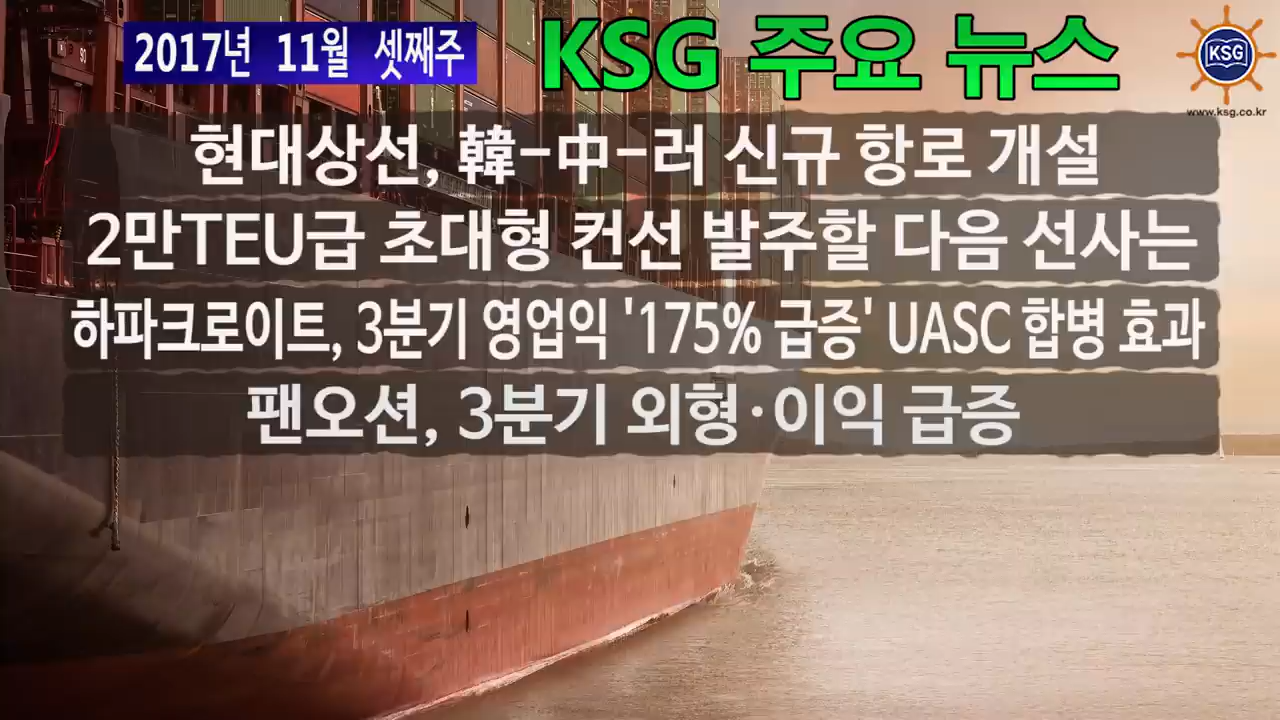 2017년 11월 셋째주
KSG 주요 뉴스
KSG
www.ksg.co.kr
현대상선, 韓-中-러 신규 항로 개설
2만TEU급 초대형 컨선 발주할 다음 선사는
하파크로이트, 3분기 영업익 '175% 급증' UASC 합병 효과
팬오션, 3분기 외형·이익 급증